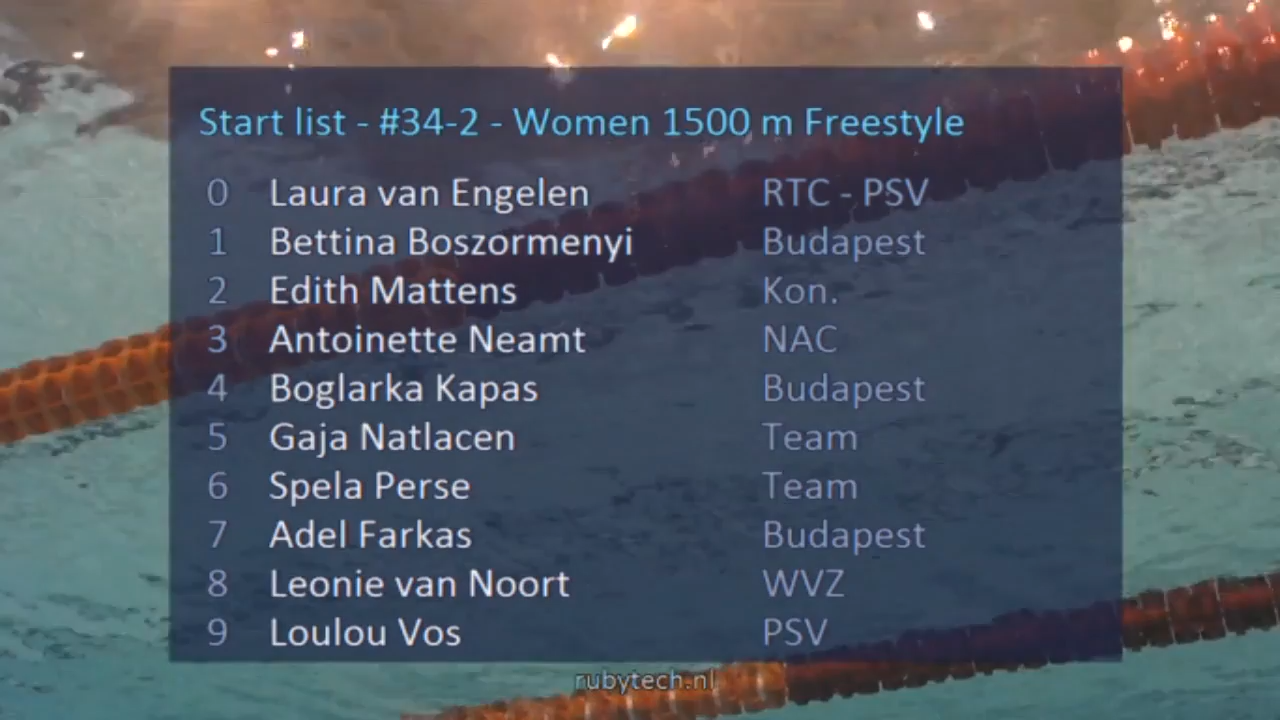 Start list - #34-2 - Women 1500 m Freestyle
0 Laura van Engelen RTC - PSV
1 Bettina Boszormenyi Budapest
2 Edith Mattens Kon.
3 Antoinette Neamt NAC
4 Boglarka Kapas Budapest
5 Gaja Natlacen Team
6 Spela Perse Team
7 Adel Farkas Budapest
8 Leonie van Noort WVZ
9 Loulou Vos PSV
rubytech.nl